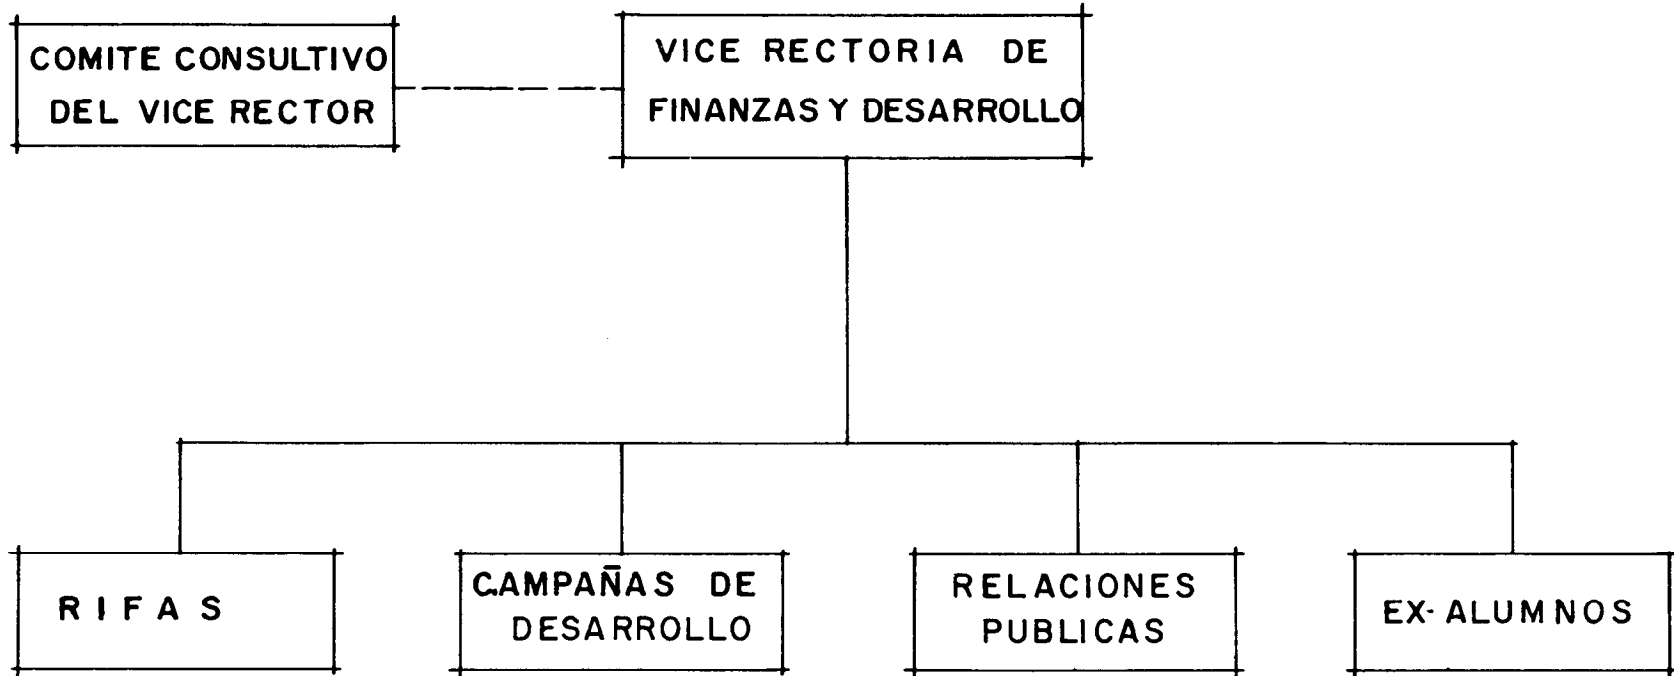 COMITE CONSULTIVO
DEL VICE RECTOR
VICE RECTORIA DE
FINANZAS Y DESARROLLO
RIFAS
CAMPAÑAS DE
DESARROLLO
RELACIONES
PUBLICAS
EX-ALUMNOS